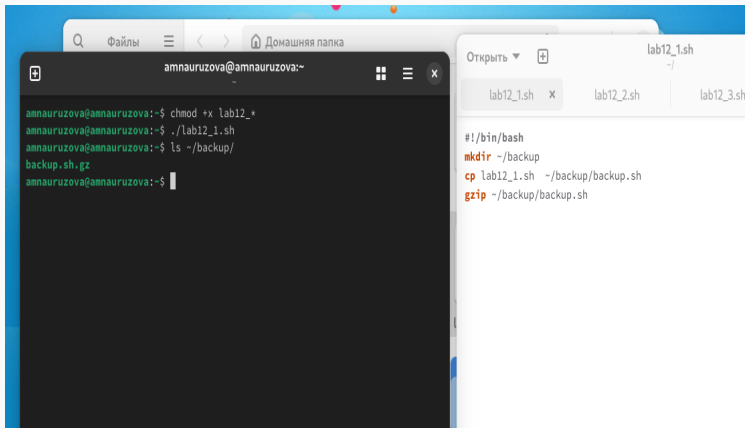 Файлы
Домашняя папка
amnauruzova@amnauruzova:~
~
amnauruzova@amnauruzova:~$ chmod +x lab12_*
amnauruzova@amnauruzova:~$ ./lab12_1.sh
amnauruzova@amnauruzova:~$ ls ~/backup/
backup.sh.gz
amnauruzova@amnauruzova:~$
Открыть
lab12_1.sh
~/
lab12_1.sh
lab12_2.sh
lab12_3.sh
#!/bin/bash
mkdir ~/backup
cp lab12_1.sh  ~/backup/backup.sh
gzip ~/backup/backup.sh